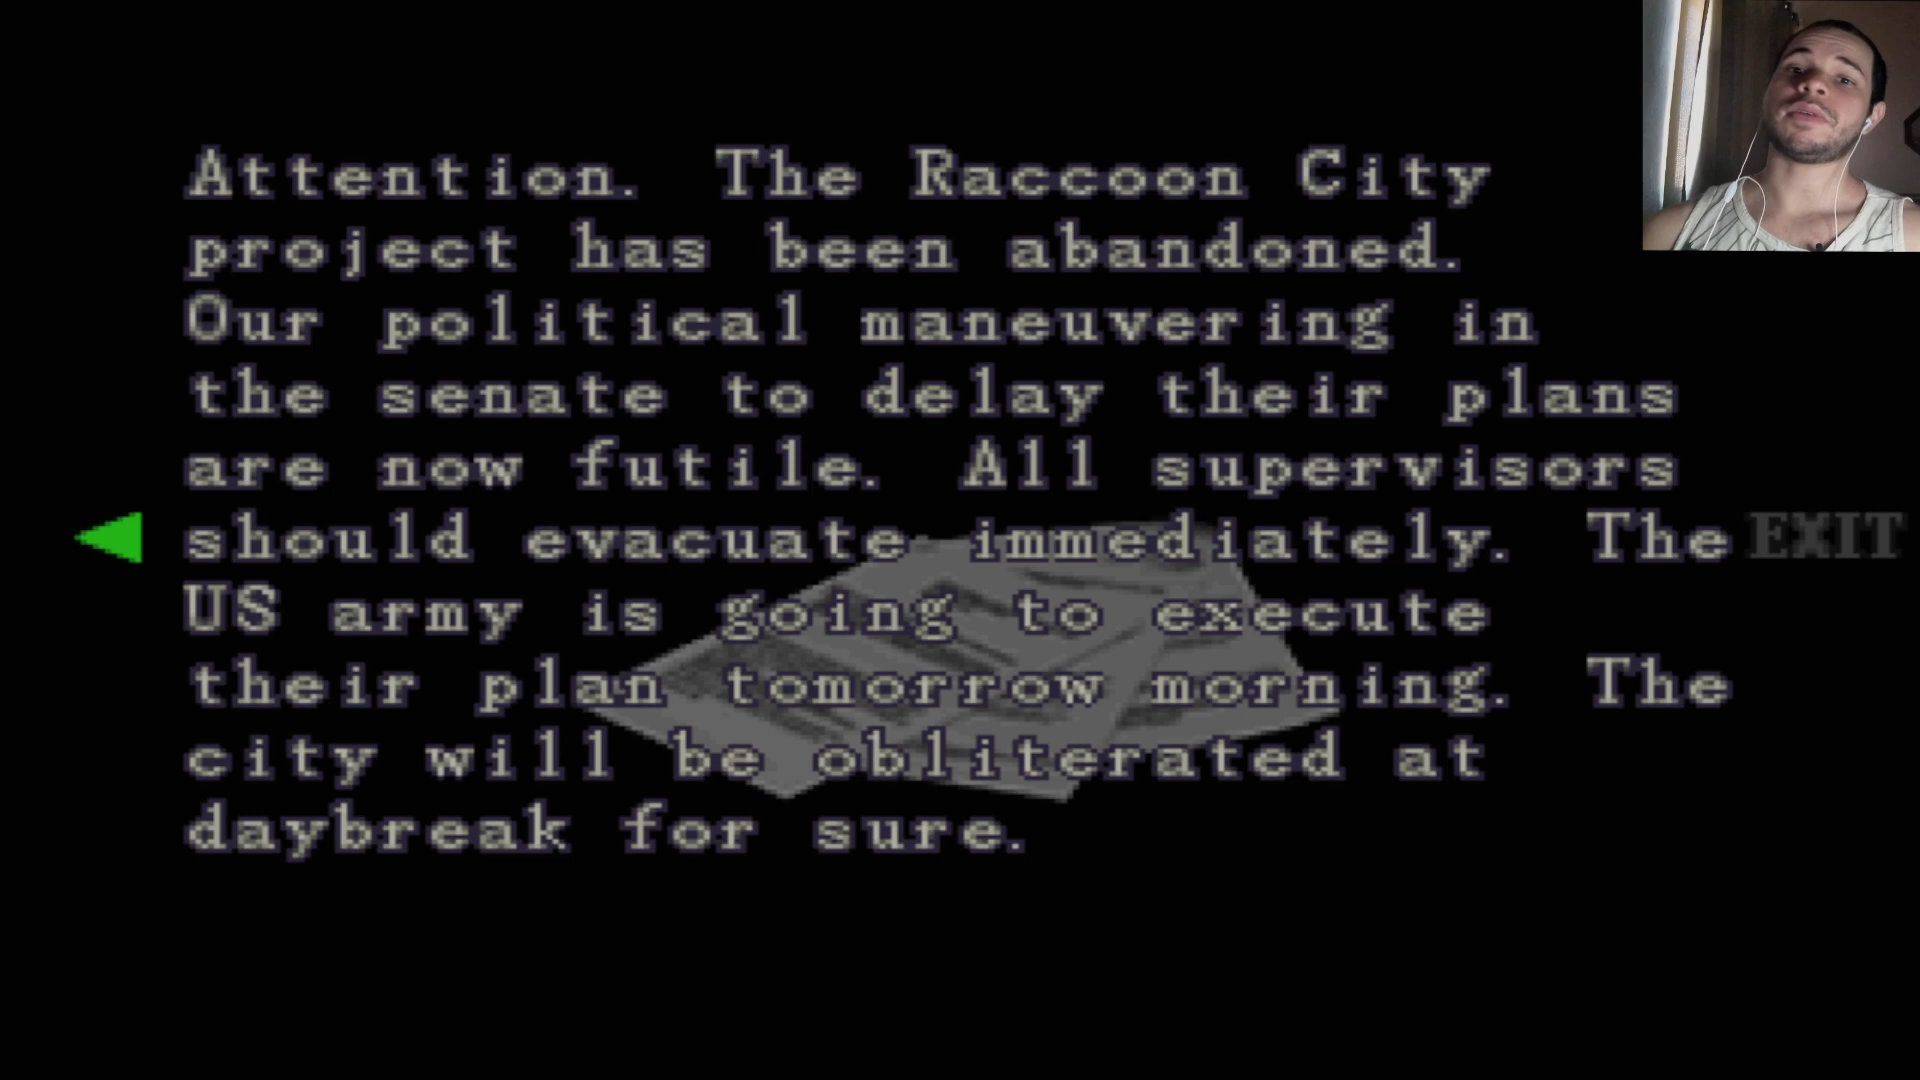 Attention. The Raccoon City
project has been abandoned.
Our political maneuvering in
the senate to delay their plans
are now futile. All supervisors
should evacuate immediately. The
EXIT
US army is going to execute
their plan tomorrow morning. The
city will be obliterated at
daybreak for sure.